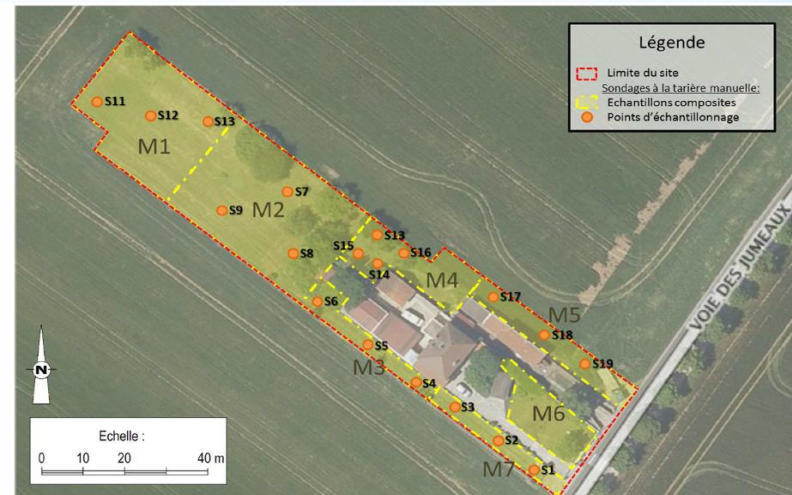 Légende
Limite du site
Sondages à la tarière manuelle:
Echantillons composites
Points d'échantillonnage
S11
S12
S13
M1
S7
M2
S9
S8
S13
S15
S16
S14
M4
S6
S17
M5
S18
S19
S5
M3
S4
S3
M6
S2
M7
S1
VOIE DES JUMEAUX
N
Echelle :
0 10 20 40 m